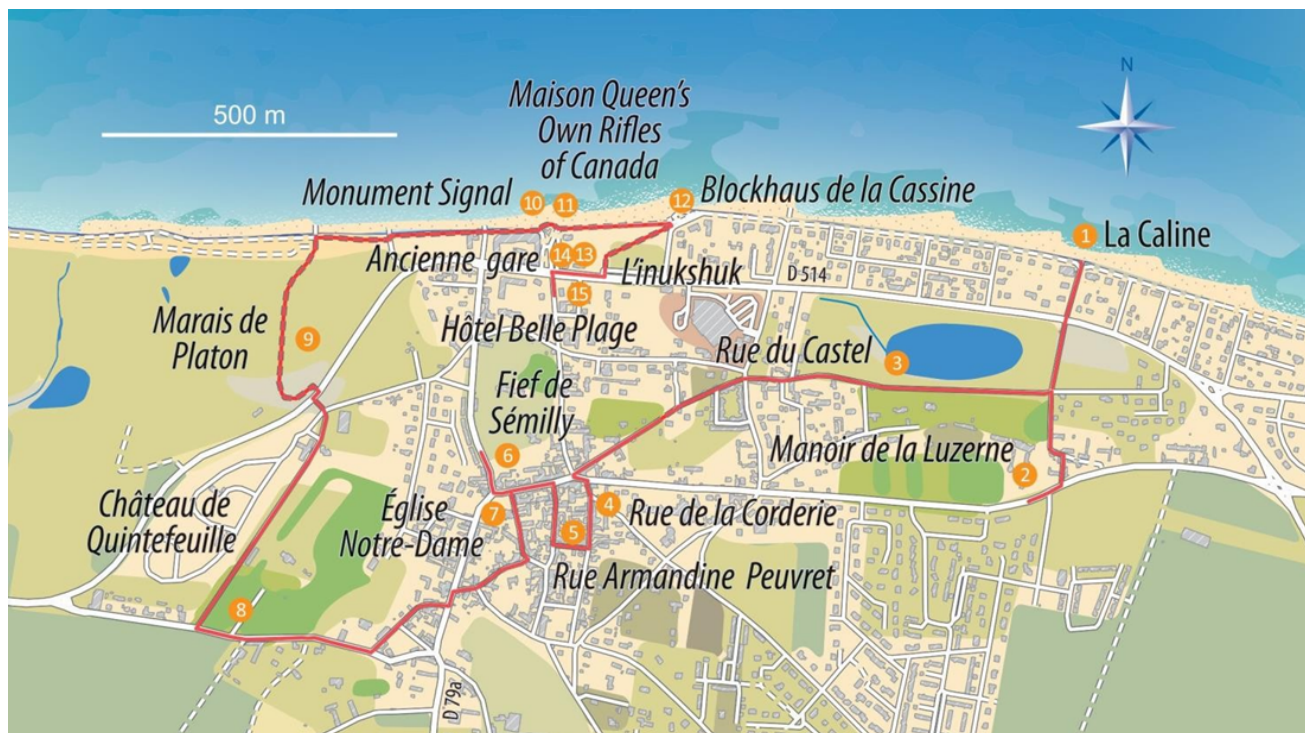 N
500 m
Maison Queen's
Own Rifles
of Canada
Monument Signal
10
11
12
Blockhaus de la Cassine
1
La Caline
Ancienne gare
14
13
L'inukshuk
D 514
15
Hôtel Belle Plage
Marais de
Platon
9
Rue du Castel
3
Fief de
Sémilly
6
Manoir de la Luzerne
2
Château de
Quintefeuille
8
Église
Notre-Dame
7
4
Rue de la Corderie
5
Rue Armandine Peuvret
D 79a